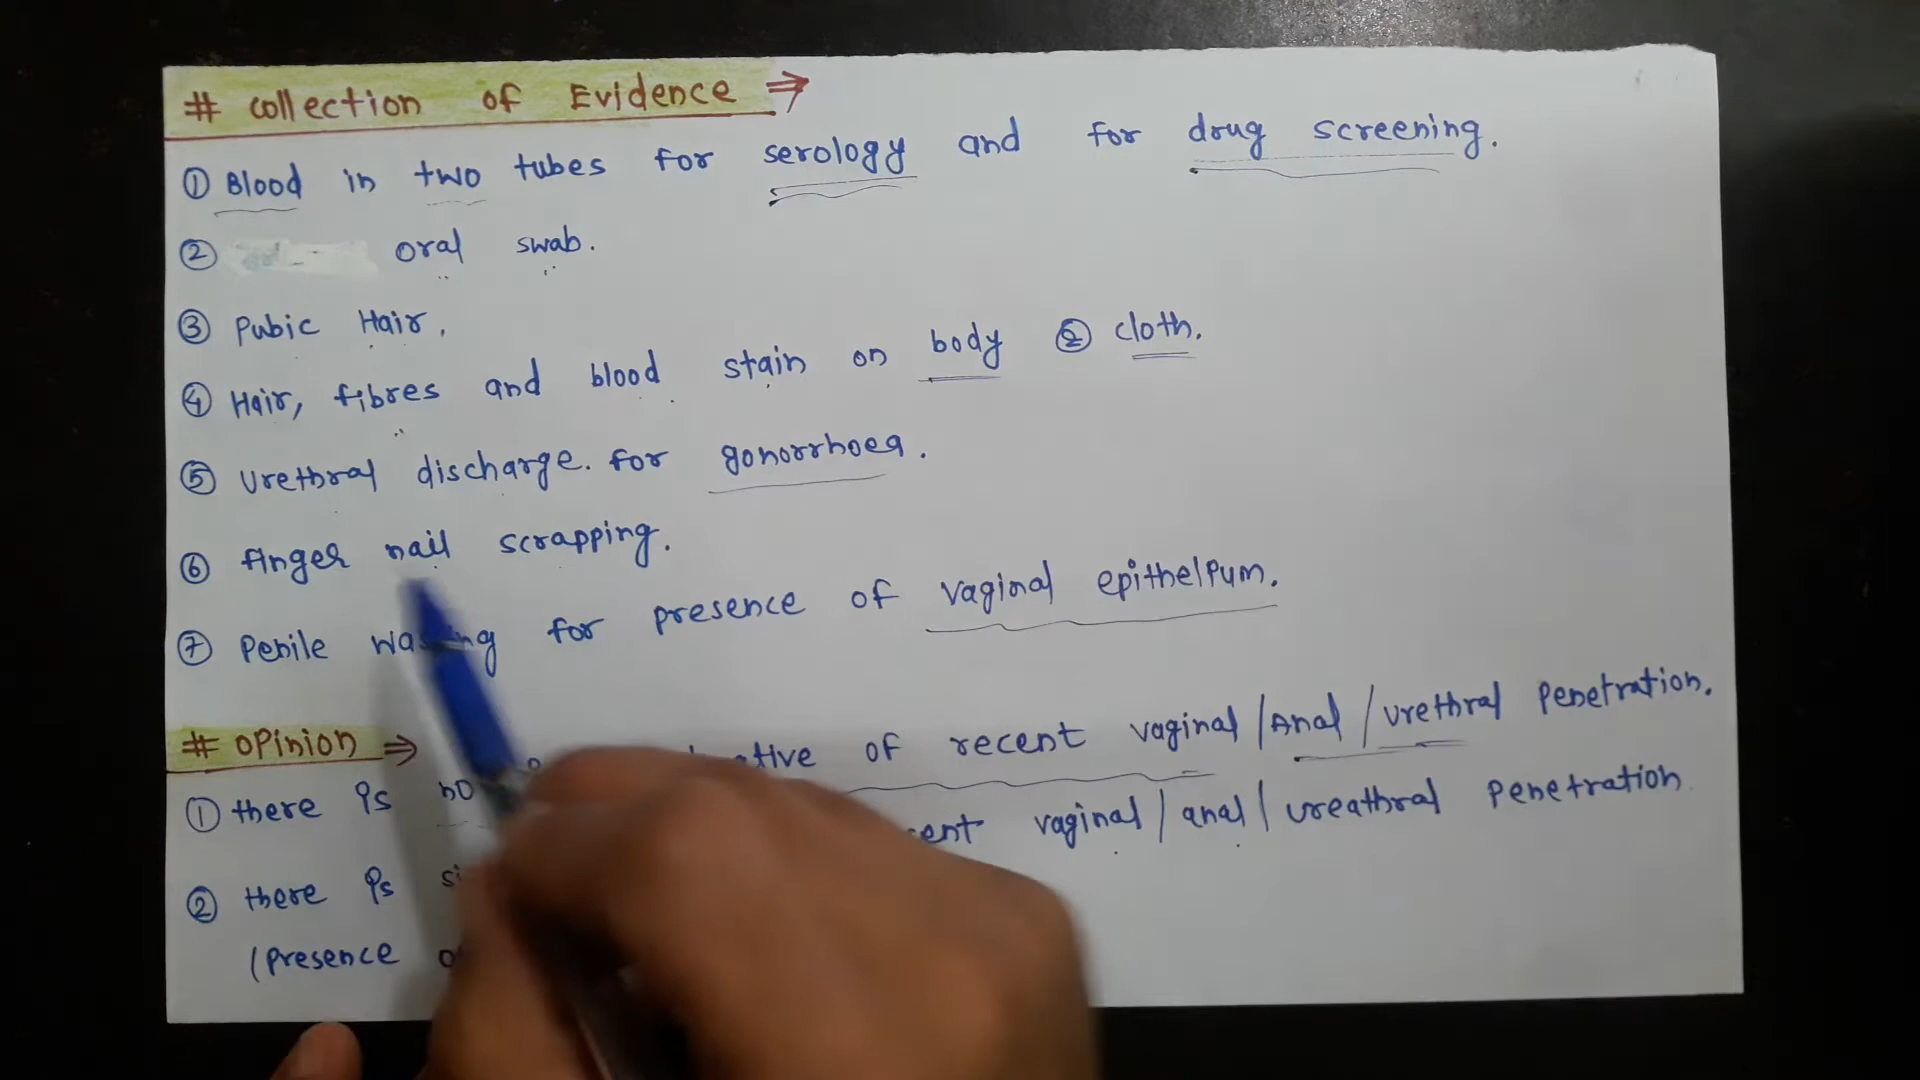 # collection of Evidence ⇒
① Blood in two tubes for serology and for drug screening.
② oral swab.
③ Pubic Hair.
④ Hair, fibres and blood stain on body & cloth.
⑤ Urethral discharge. for gonorrhoea.
⑥ finger nail scrapping.
⑦ Penile washing for presence of vaginal epithelium.
# opinion ⇒
① there is no of recent vaginal / Anal / Urethral Penetration.
② there is vaginal / anal / Ureathral Penetration
(Presence